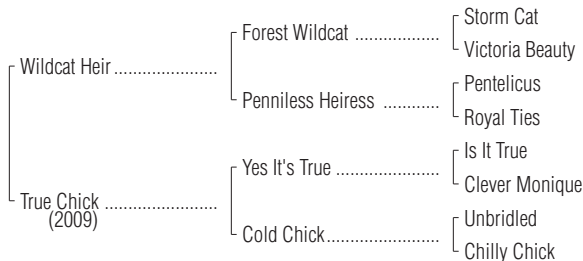 Storm Cat
Forest Wildcat ..................
Victoria Beauty
Wildcat Heir ......................
Pentelicus
Penniless Heiress ............
Royal Ties
Is It True
Yes It's True ......................
Clever Monique
True Chick ........................
(2009)
Unbridled
Cold Chick........................
Chilly Chick